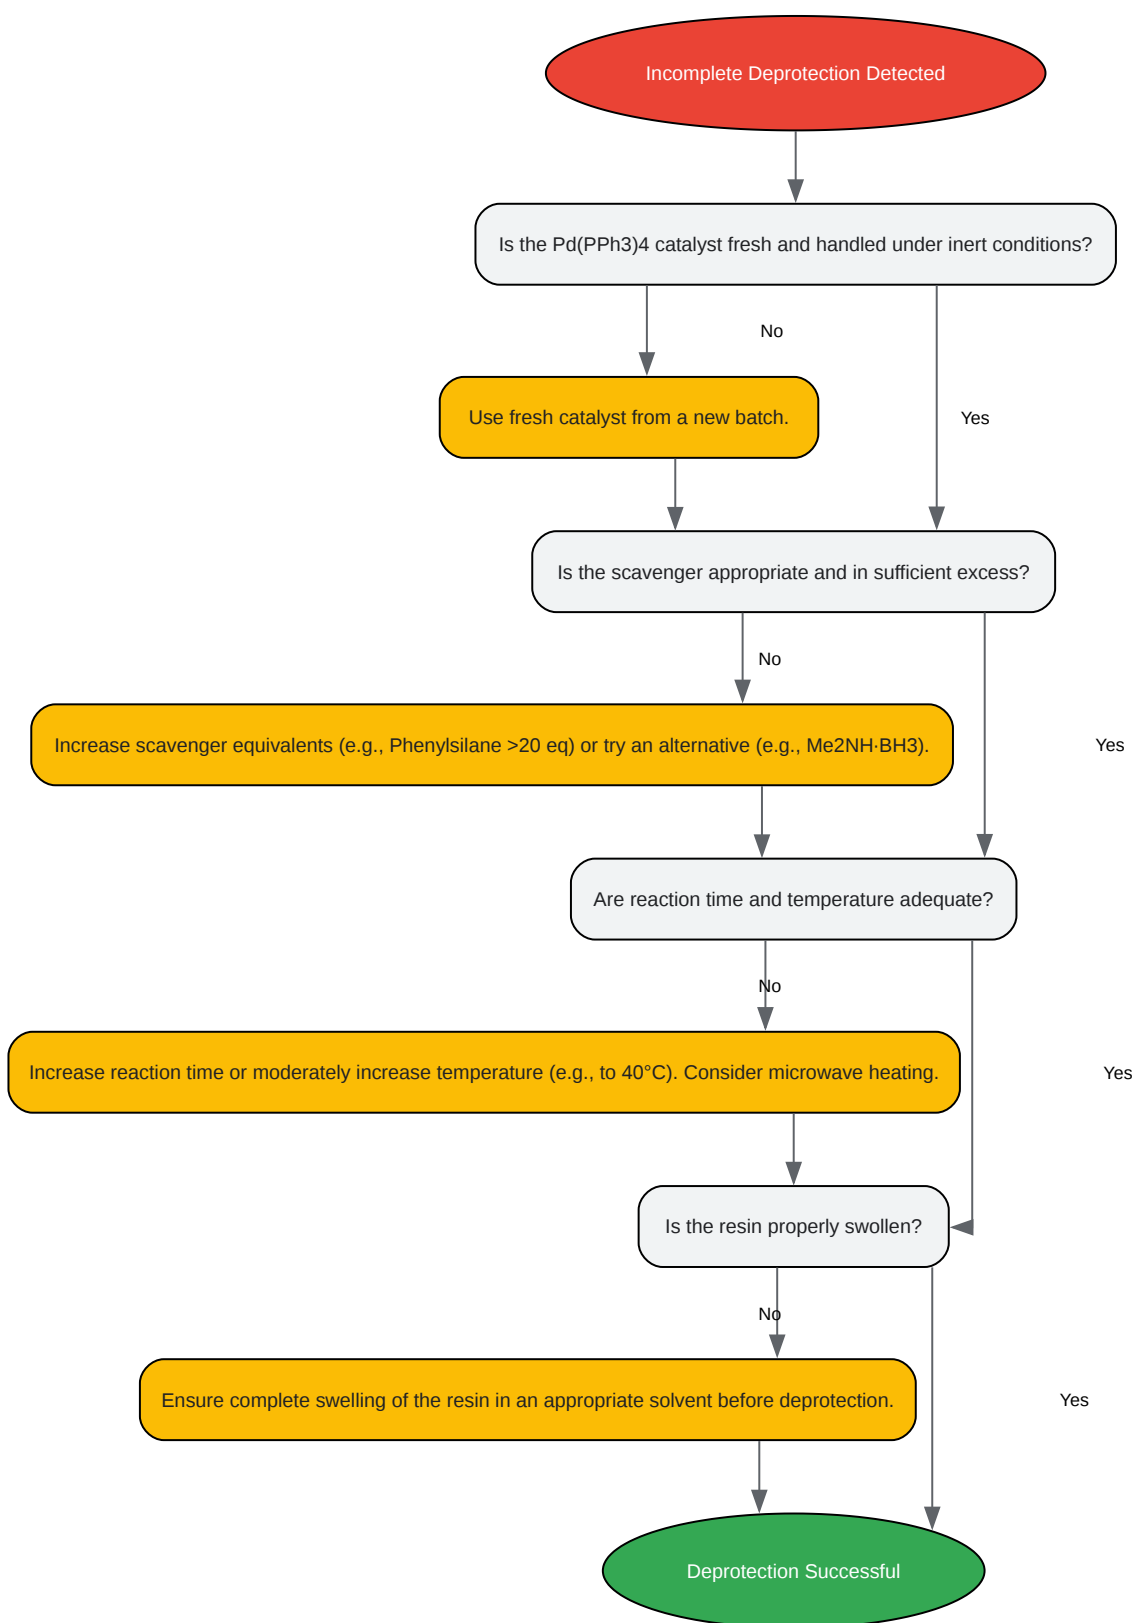 Incomplete Deprotection Detected
Is the Pd(PPh3)4 catalyst fresh and handled under inert conditions?
No
Use fresh catalyst from a new batch.
Yes
Is the scavenger appropriate and in sufficient excess?
No
Increase scavenger equivalents (e.g., Phenylsilane >20 eq) or try an alternative (e.g., Me2NH·BH3).
Yes
Are reaction time and temperature adequate?
No
Increase reaction time or moderately increase temperature (e.g., to 40°C). Consider microwave heating.
Yes
Is the resin properly swollen?
No
Ensure complete swelling of the resin in an appropriate solvent before deprotection.
Yes
Deprotection Successful